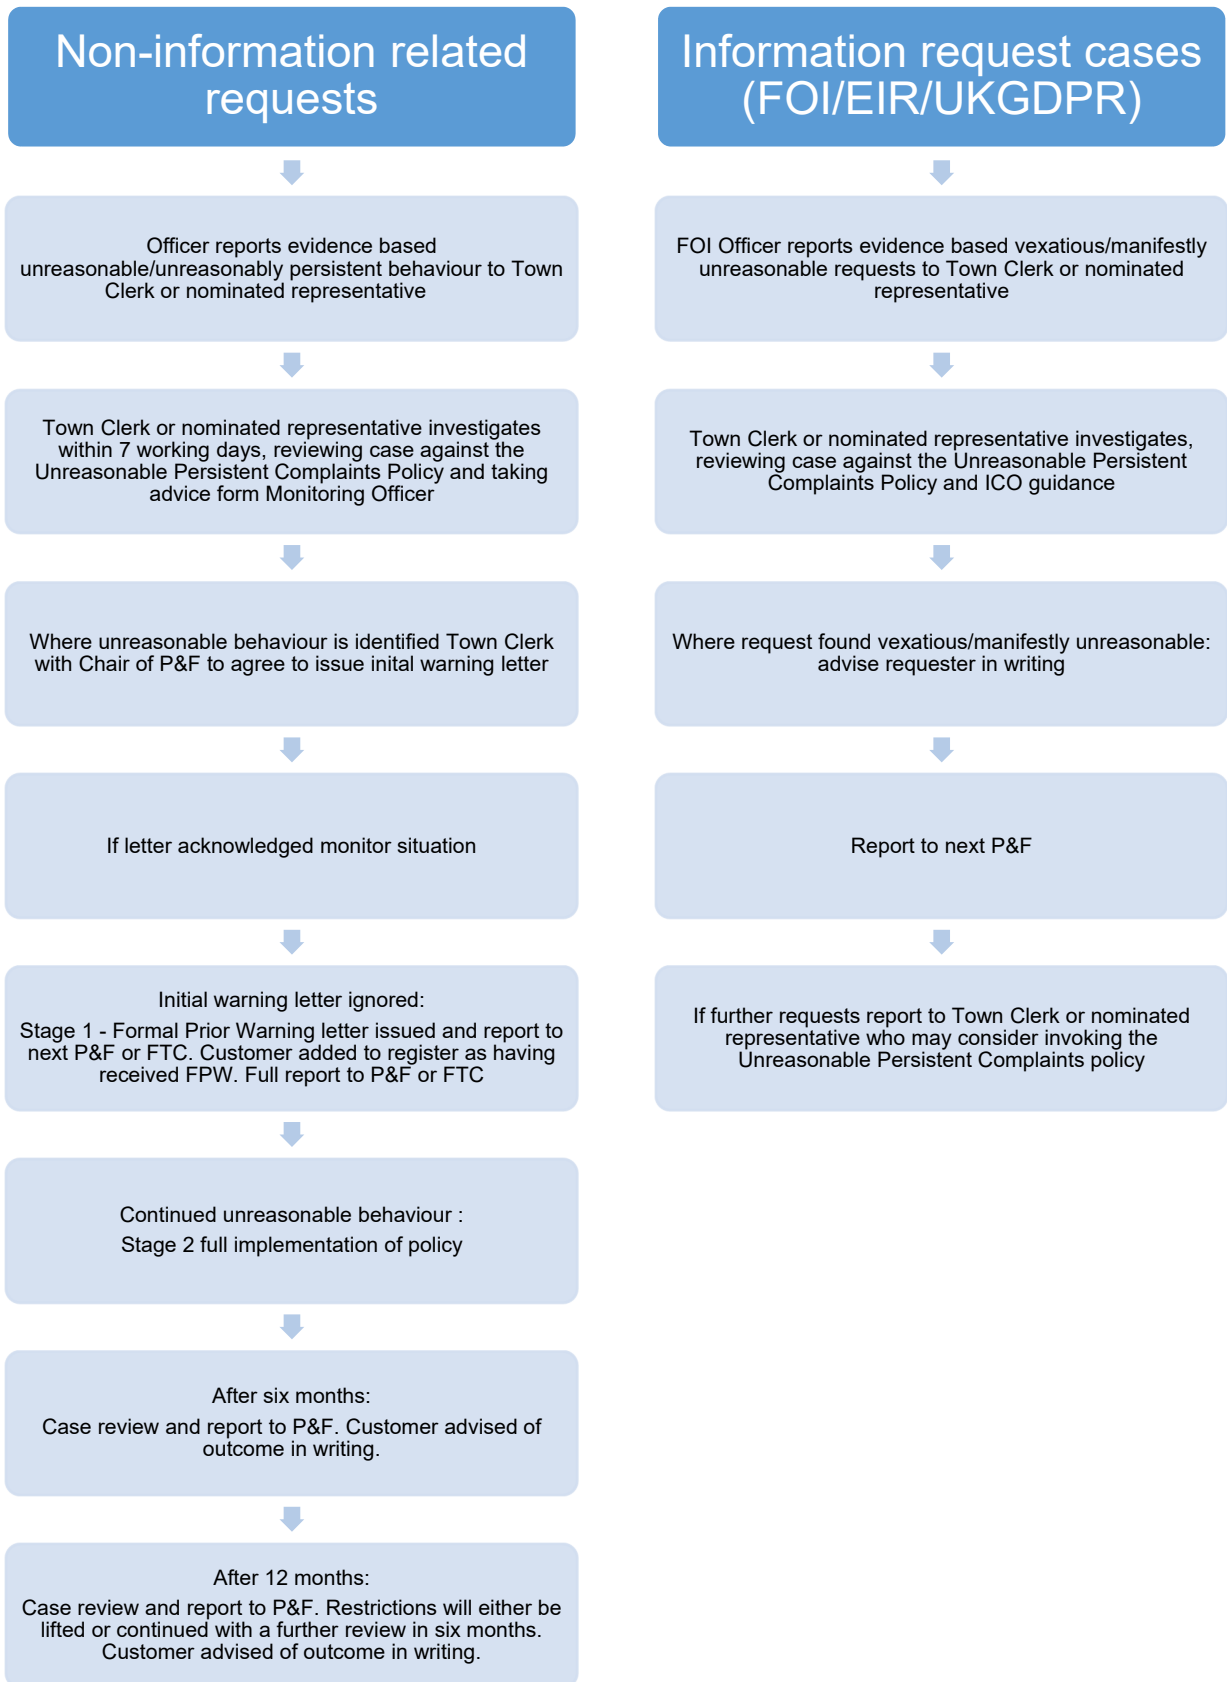 Non-information related
requests
Officer reports evidence based
unreasonable/unreasonably persistent behaviour to Town
Clerk or nominated representative
Town Clerk or nominated representative investigates
within 7 working days, reviewing case against the
Unreasonable Persistent Complaints Policy and taking
advice form Monitoring Officer
Where unreasonable behaviour is identified Town Clerk
with Chair of P&F to agree to issue inital warning letter
If letter acknowledged monitor situation
Initial warning letter ignored:
Stage 1 - Formal Prior Warning letter issued and report to
next P&F or FTC. Customer added to register as having
received FPW. Full report to P&F or FTC
Continued unreasonable behaviour :
Stage 2 full implementation of policy
After six months:
Case review and report to P&F. Customer advised of
outcome in writing.
After 12 months:
Case review and report to P&F. Restrictions will either be
lifted or continued with a further review in six months.
Customer advised of outcome in writing.
Information request cases
(FOI/EIR/UKGDPR)
FOI Officer reports evidence based vexatious/manifestly
unreasonable requests to Town Clerk or nominated
representative
Town Clerk or nominated representative investigates,
reviewing case against the Unreasonable Persistent
Complaints Policy and ICO guidance
Where request found vexatious/manifestly unreasonable:
advise requester in writing
Report to next P&F
If further requests report to Town Clerk or nominated
representative who may consider invoking the
Unreasonable Persistent Complaints policy